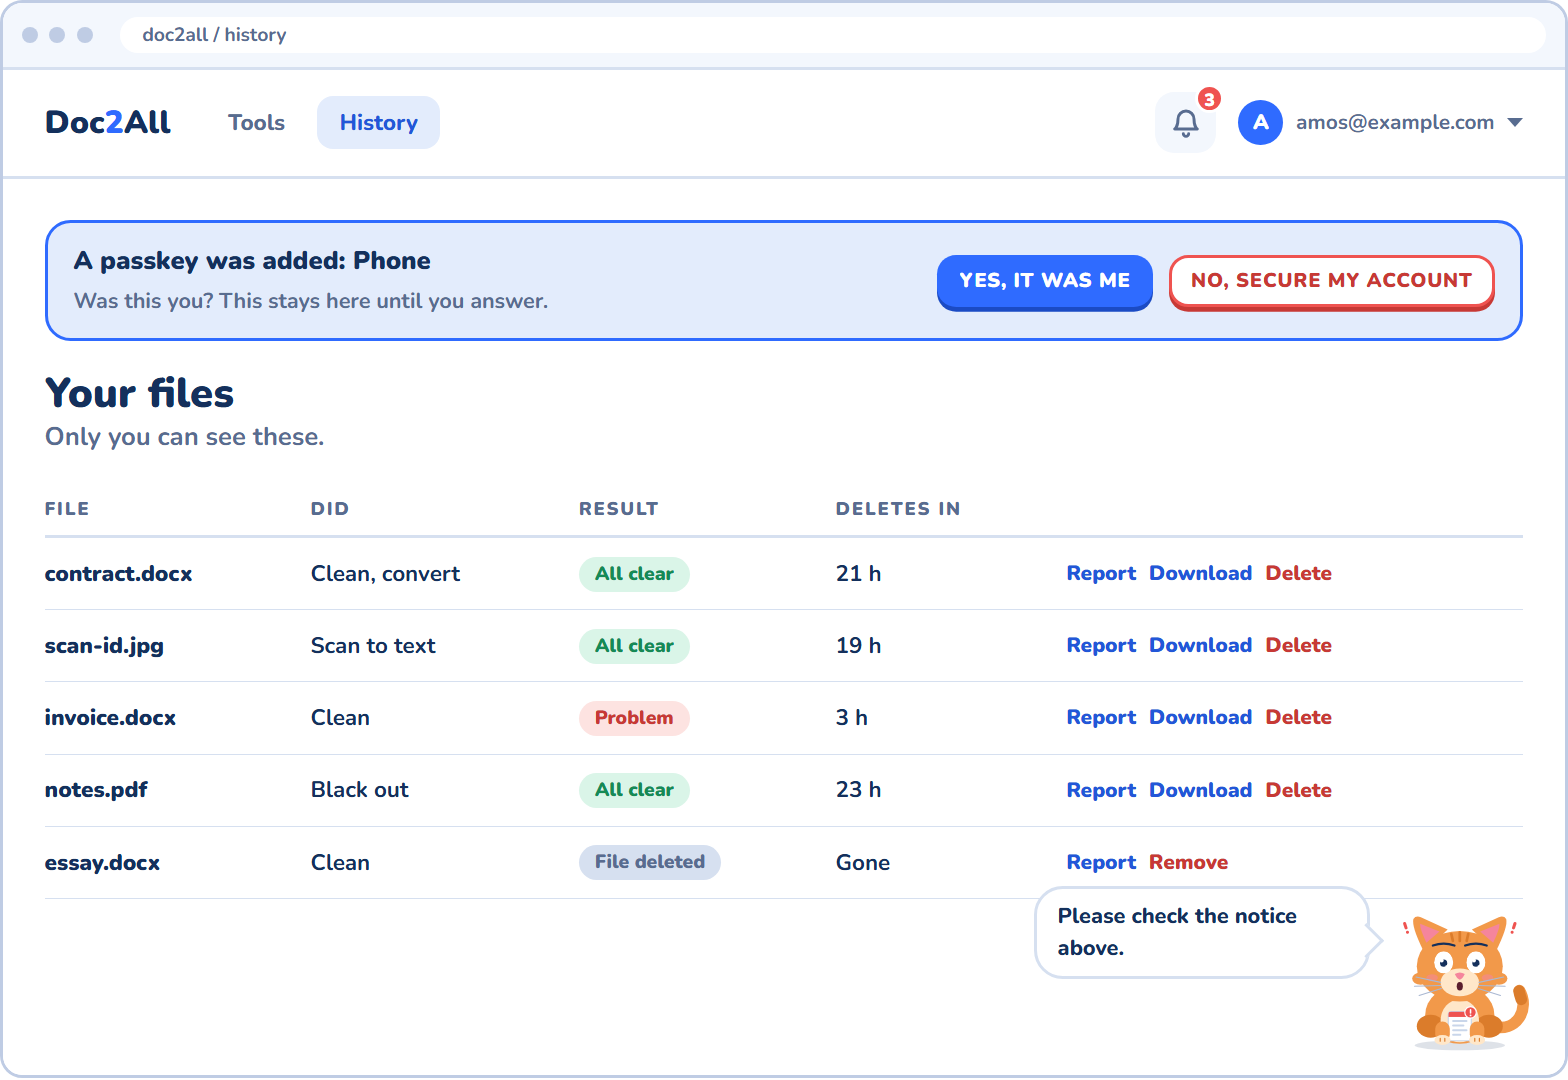 doc2all / history
Doc2All
Tools
History
3
A
amos@example.com
A passkey was added: Phone
Was this you? This stays here until you answer.
YES, IT WAS ME
NO, SECURE MY ACCOUNT
Your files
Only you can see these.
FILE DID RESULT DELETES IN
contract.docx Clean, convert All clear 21 h Report Download Delete
scan-id.jpg Scan to text All clear 19 h Report Download Delete
invoice.docx Clean Problem 3 h Report Download Delete
notes.pdf Black out All clear 23 h Report Download Delete
essay.docx Clean File deleted Gone Report Remove
Please check the notice
above.